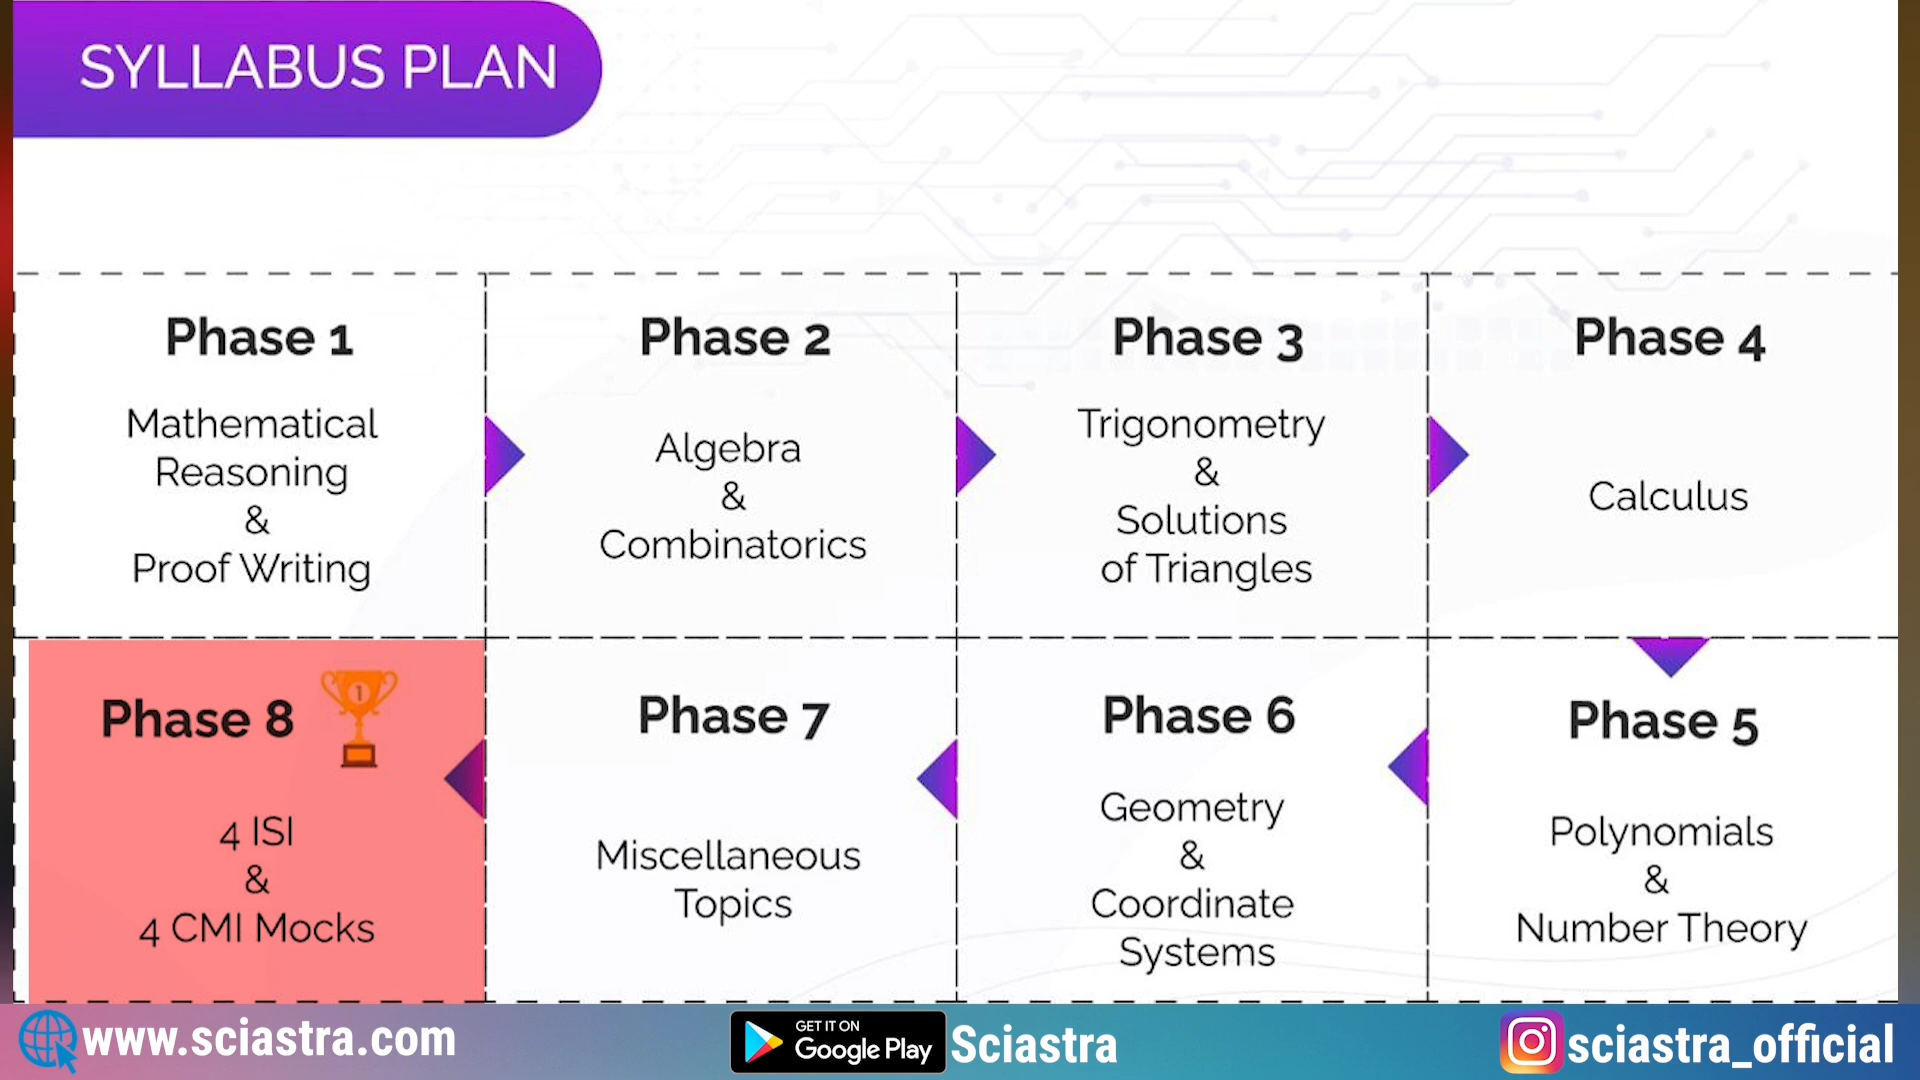 SYLLABUS PLAN
Phase 1
Mathematical
Reasoning
&
Proof Writing
Phase 2
Algebra
&
Combinatorics
Phase 3
Trigonometry
&
Solutions
of Triangles
Phase 4
Calculus
Phase 8
1
4 ISI
&
4 CMI Mocks
Phase 7
Miscellaneous
Topics
Phase 6
Geometry
&
Coordinate
Systems
Phase 5
Polynomials
&
Number Theory
www.sciastra.com
GET IT ON
Google Play
Sciastra
sciastra_official